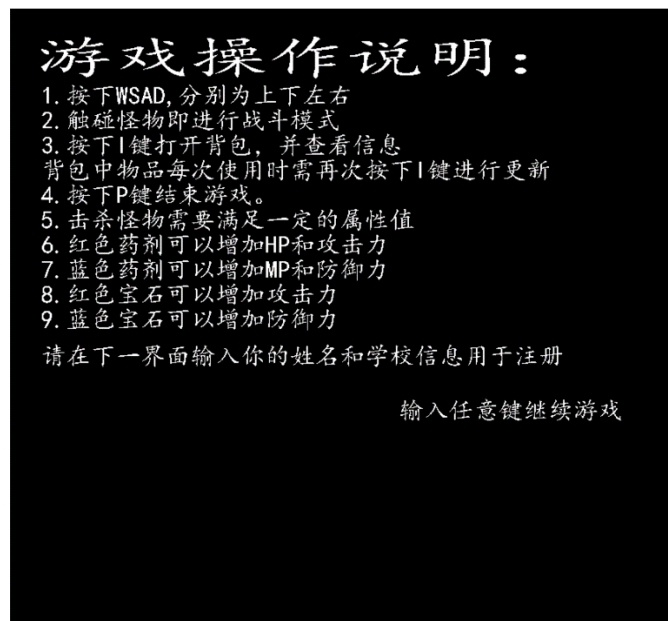 游戏操作说明：
1.按下WSAD,分别为上下左右
2.触碰怪物即进行战斗模式
3.按下I键打开背包，并查看信息
背包中物品每次使用时需再次按下I键进行更新
4.按下P键结束游戏。
5.击杀怪物需要满足一定的属性值
6.红色药剂可以增加HP和攻击力
7.蓝色药剂可以增加MP和防御力
8.红色宝石可以增加攻击力
9.蓝色宝石可以增加防御力
请在下一界面输入你的姓名和学校信息用于注册
输入任意键继续游戏